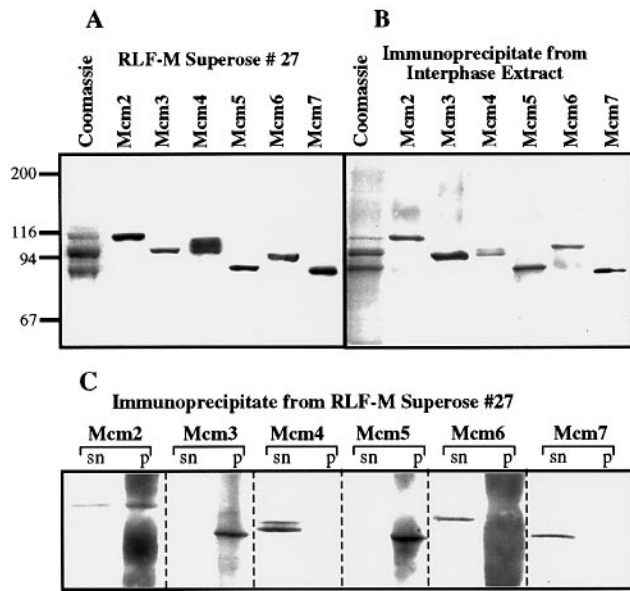 A
B
RLF-M Superose # 27
Immunoprecipitate from
Interphase Extract
Coomassie
Mcm2
Mcm3
Mcm4
Mcm5
Mcm6
Mcm7
Coomassie
Mcm2
Mcm3
Mcm4
Mcm5
Mcm6
Mcm7
200
116
94
67
C
Immunoprecipitate from RLF-M Superose #27
Mcm2 Mcm3 Mcm4 Mcm5 Mcm6 Mcm7
sn p sn p sn p sn p sn p sn p